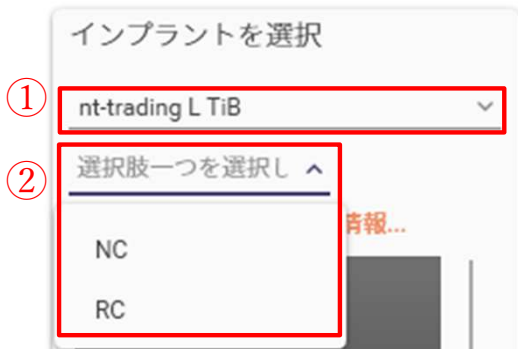 インプラントを選択
① nt-trading L TiB
② 選択肢一つを選択し
情報...
NC
RC